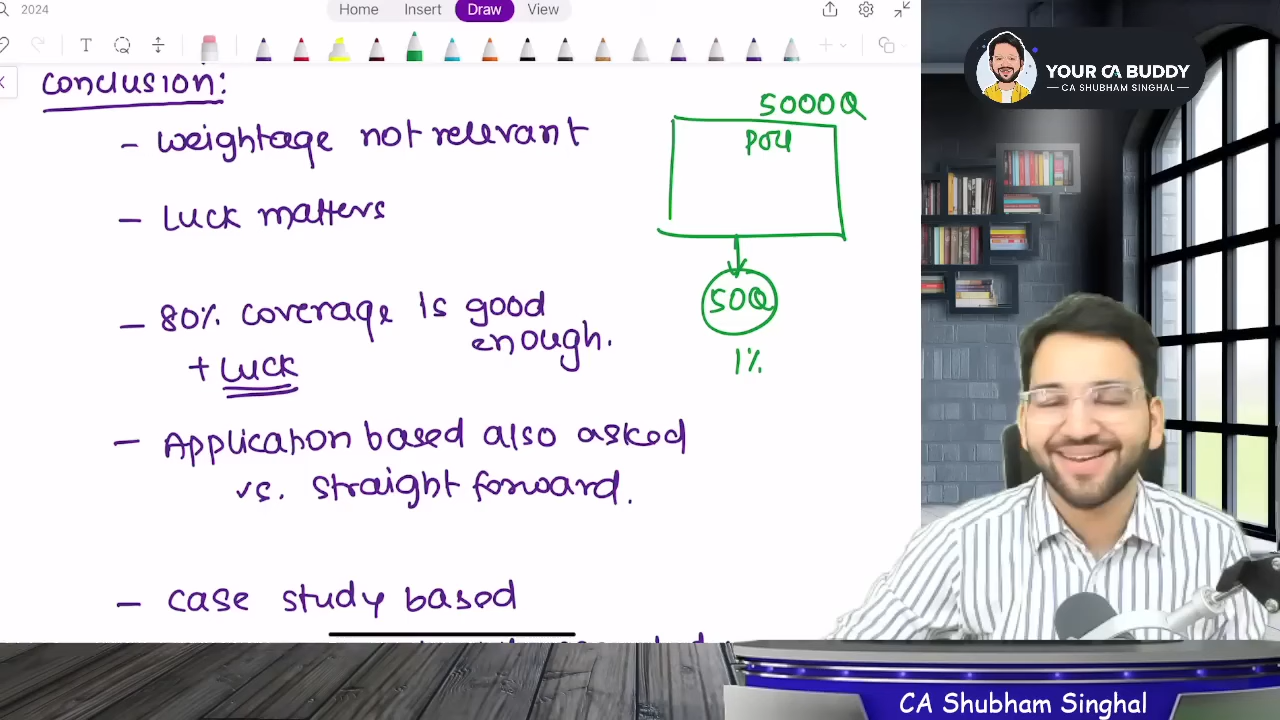 2024
Home Insert Draw View
Conclusion:
- Weightage not relevant
- Luck matters
- 80% coverage is good
enough.
+ Luck
- Application based also asked
vs. straight forward.
- Case study based
5000Q
50Q
1%
YOUR CA BUDDY
CA SHUBHAM SINGHAL
CA Shubham Singhal